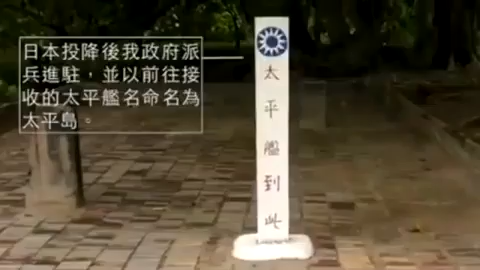 日本投降後我政府派
兵進駐，並以前往接
收的太平艦名命名為
太平島。
太平艦到此